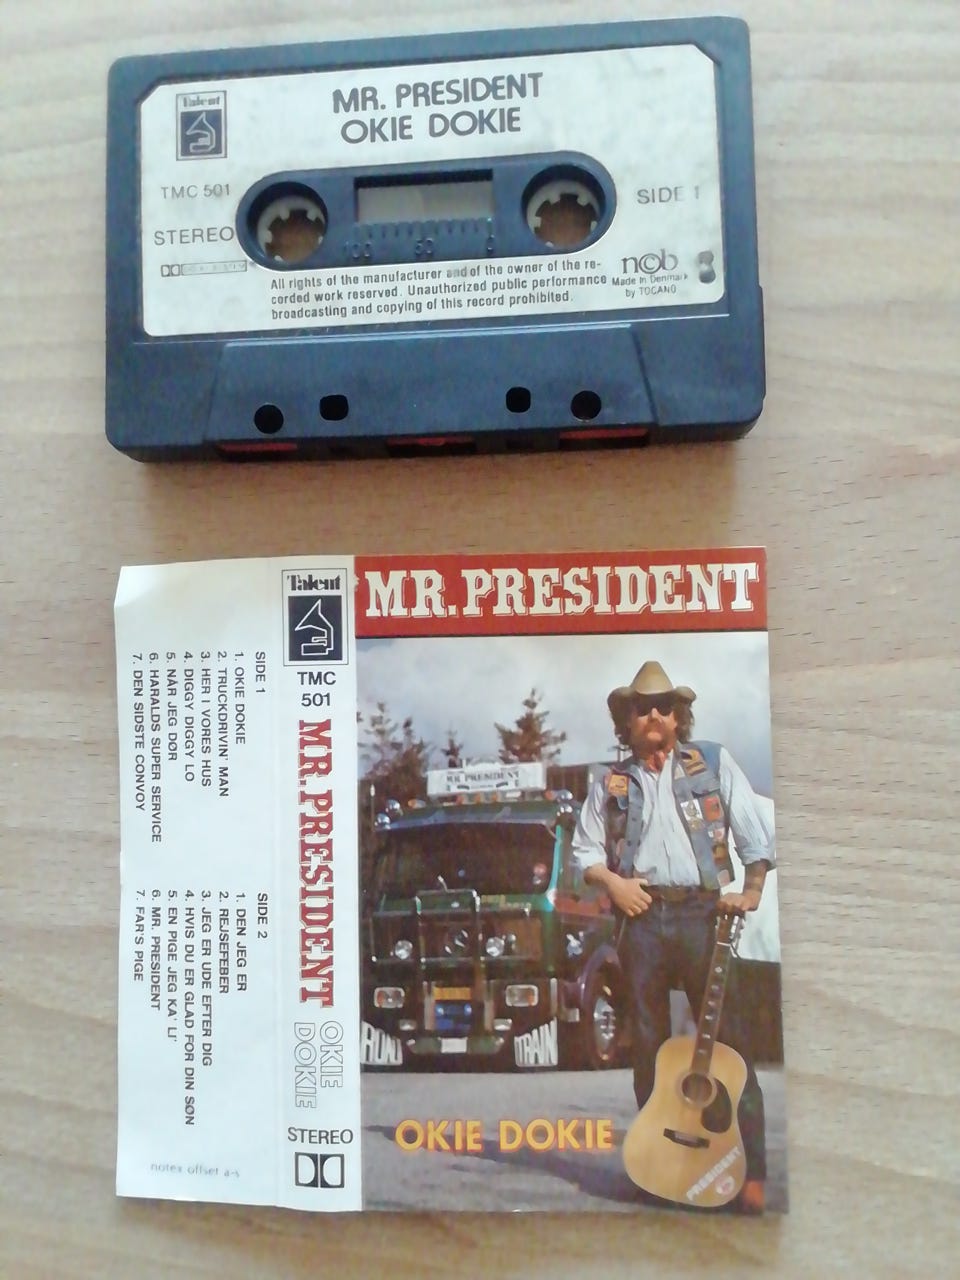 Talent
MR. PRESIDENT
OKIE DOKIE
TMC 501
SIDE 1
STEREO
100 50 0
All rights of the manufacturer and of the owner of the re-
corded work reserved. Unauthorized public performance
broadcasting and copying of this record prohibited.
n©b
Made in Denmark
by TOCANO
SIDE 1
1. OKIE DOKIE
2. TRUCKDRIVIN' MAN
3. HER I VORES HUS
4. DIGGY DIGGY LO
5. NÅR JEG DØR
6. HARALDS SUPER SERVICE
7. DEN SIDSTE CONVOY
SIDE 2
1. DEN JEG ER
2. REJSEFEBER
3. JEG ER UDE EFTER DIG
4. HVIS DU ER GLAD FOR DIN SØN
5. EN PIGE JEG KA' LI'
6. MR. PRESIDENT
7. FAR'S PIGE
notex offset a-s
Talent
TMC
501
MR. PRESIDENT
OKIE
DOKIE
STEREO
MR. PRESIDENT
MR. PRESIDENT
ROAD TRAIN
OKIE DOKIE
PRESIDENT